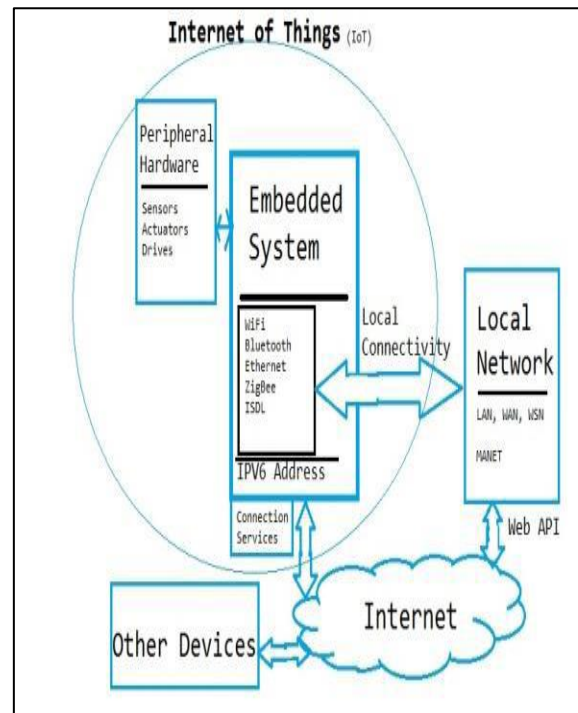 Internet of Things (IoT)
Peripheral
Hardware
Sensors
Actuators
Drives
Embedded
System
WiFi
Bluetooth
Ethernet
ZigBee
ISDL
IPV6 Address
Connection
Services
Local
Connectivity
Local
Network
LAN, WAN, WSN
MANET
Web API
Internet
Other Devices